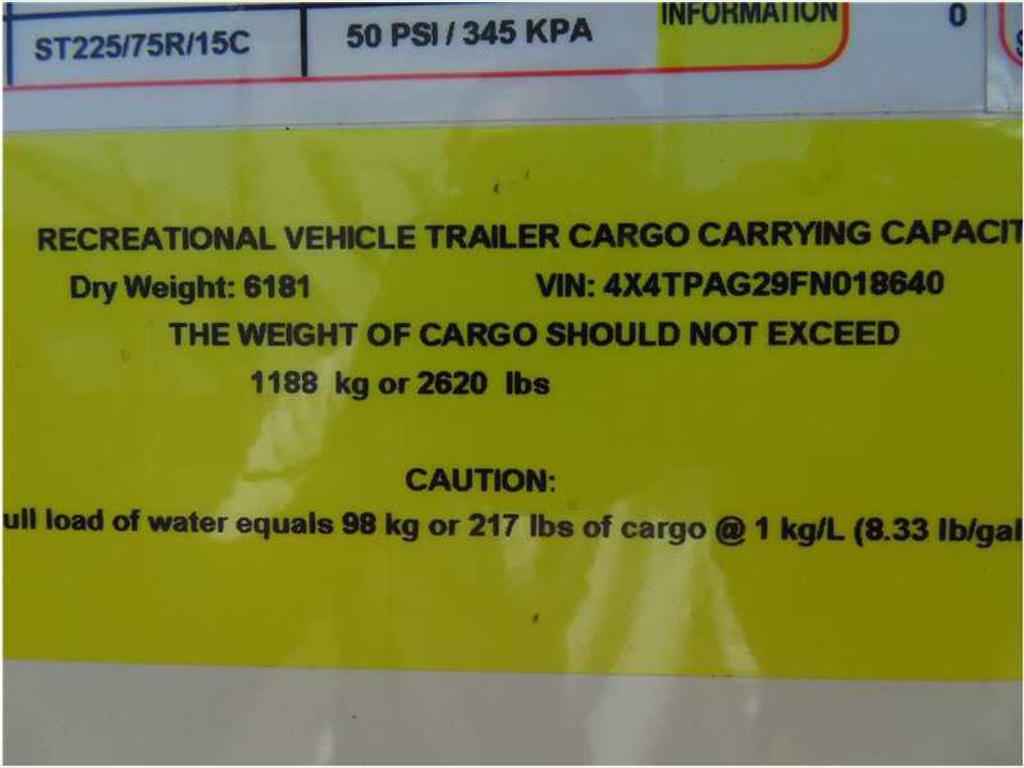 ST225/75R/15C 50 PSI / 345 KPA INFORMATION 0
RECREATIONAL VEHICLE TRAILER CARGO CARRYING CAPACIT
Dry Weight: 6181 VIN: 4X4TPAG29FN018640
THE WEIGHT OF CARGO SHOULD NOT EXCEED
1188 kg or 2620 lbs
CAUTION:
ull load of water equals 98 kg or 217 lbs of cargo @ 1 kg/L (8.33 lb/gal